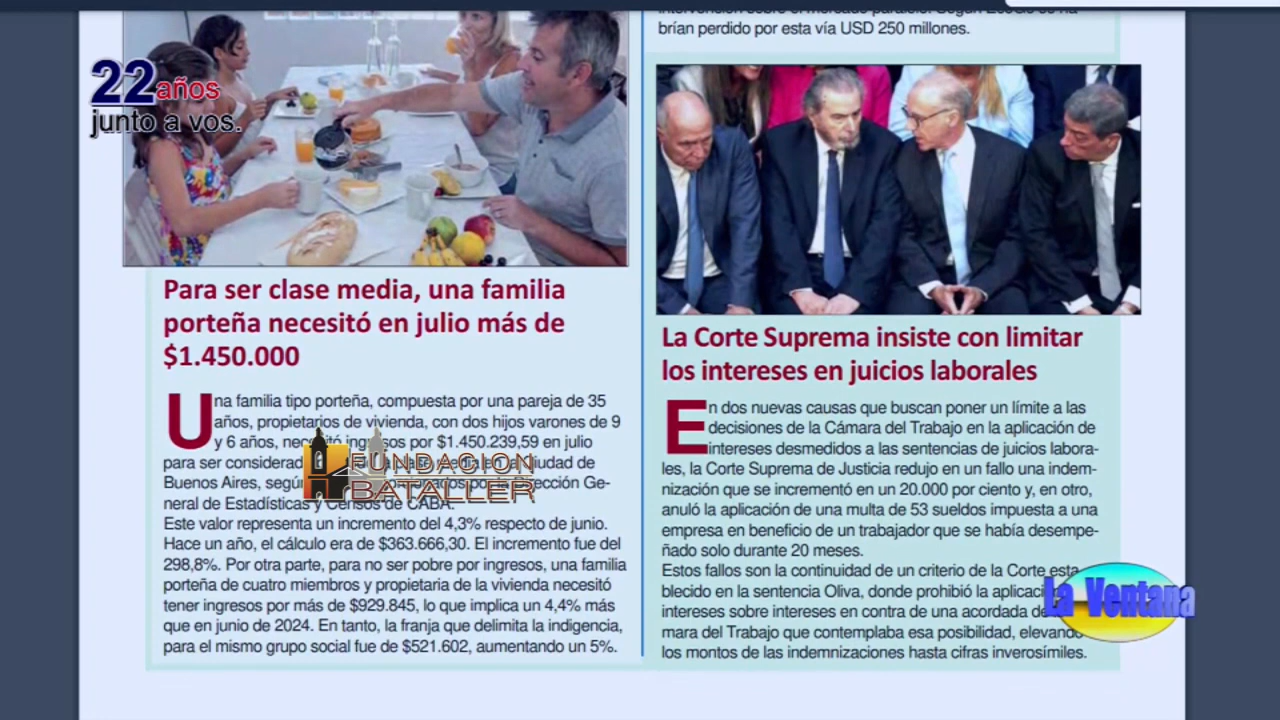 22 años
junto a vos.
Para ser clase media, una familia
porteña necesitó en julio más de
$1.450.000
Una familia tipo porteña, compuesta por una pareja de 35
años, propietarios de vivienda, con dos hijos varones de 9
y 6 años, necesitó ingresos por $1.450.239,59 en julio
para ser considerad clase media en la Ciudad de
Buenos Aires, según por la Dirección Ge-
neral de Estadísticas y Censos de CABA.
Este valor representa un incremento del 4,3% respecto de junio.
Hace un año, el cálculo era de $363.666,30. El incremento fue del
298,8%. Por otra parte, para no ser pobre por ingresos, una familia
porteña de cuatro miembros y propietaria de la vivienda necesitó
tener ingresos por más de $929.845, lo que implica un 4,4% más
que en junio de 2024. En tanto, la franja que delimita la indigencia,
para el mismo grupo social fue de $521.602, aumentando un 5%.
FUNDACION
BATALLER
brían perdido por esta vía USD 250 millones.
La Corte Suprema insiste con limitar
los intereses en juicios laborales
En dos nuevas causas que buscan poner un límite a las
decisiones de la Cámara del Trabajo en la aplicación de
intereses desmedidos a las sentencias de juicios labora-
les, la Corte Suprema de Justicia redujo en un fallo una indem-
nización que se incrementó en un 20.000 por ciento y, en otro,
anuló la aplicación de una multa de 53 sueldos impuesta a una
empresa en beneficio de un trabajador que se había desempe-
ñado solo durante 20 meses.
Estos fallos son la continuidad de un criterio de la Corte esta
blecido en la sentencia Oliva, donde prohibió la aplicaci
intereses sobre intereses en contra de una acordada de
mara del Trabajo que contemplaba esa posibilidad, elevando
los montos de las indemnizaciones hasta cifras inverosímiles.
La Ventana